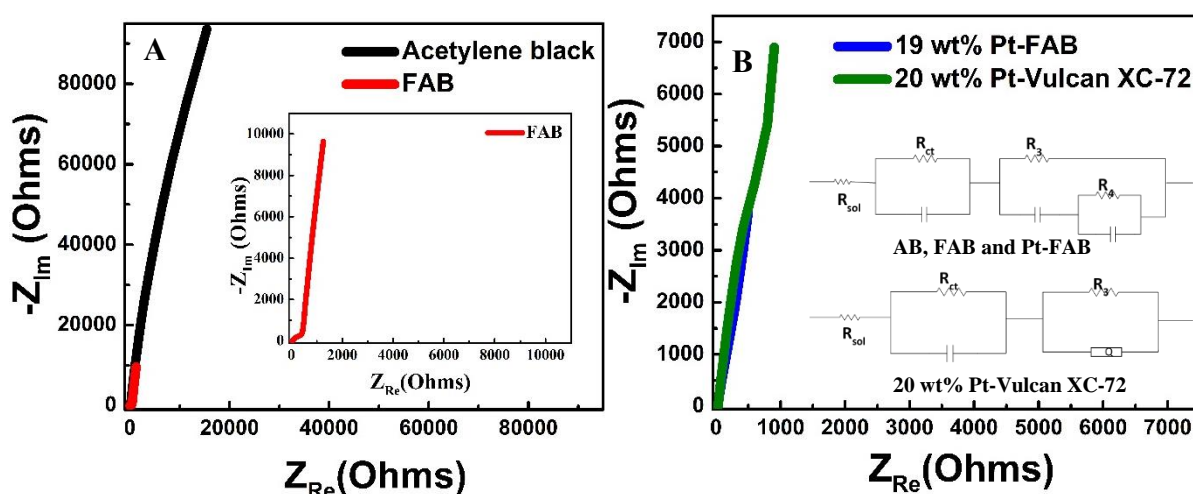 A
Acetylene black
FAB
-Z_Im (Ohms)
80000
60000
40000
20000
0
0 20000 40000 60000 80000
Z_Re(Ohms)
FAB
-Z_Im (Ohms)
10000
8000
6000
4000
2000
0
0 2000 4000 6000 8000 10000
Z_Re(Ohms)
B
19 wt% Pt-FAB
20 wt% Pt-Vulcan XC-72
-Z_Im (Ohms)
7000
6000
5000
4000
3000
2000
1000
0
0 1000 2000 3000 4000 5000 6000 7000
Z_Re(Ohms)
R_ct
R_3
R_sol
R_4
AB, FAB and Pt-FAB
R_ct
R_3
R_sol
Q
20 wt% Pt-Vulcan XC-72